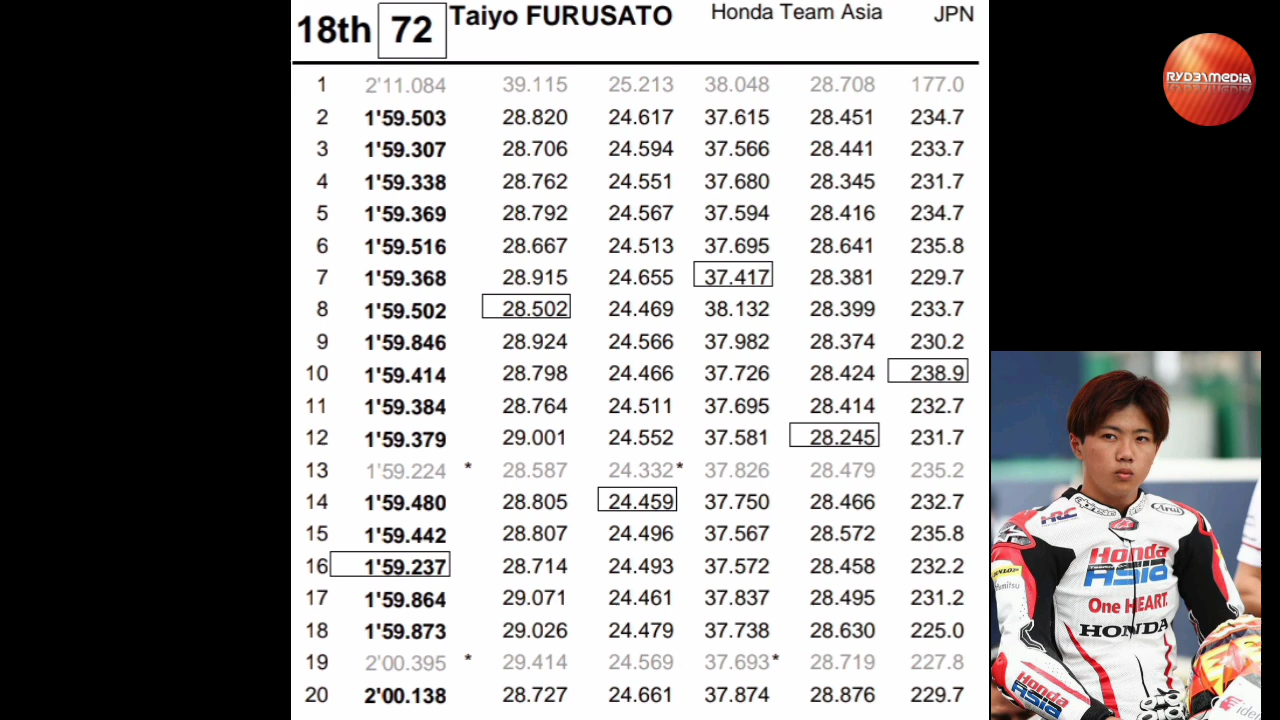 18th 72 Taiyo FURUSATO Honda Team Asia JPN
1 2'11.084 39.115 25.213 38.048 28.708 177.0
2 1'59.503 28.820 24.617 37.615 28.451 234.7
3 1'59.307 28.706 24.594 37.566 28.441 233.7
4 1'59.338 28.762 24.551 37.680 28.345 231.7
5 1'59.369 28.792 24.567 37.594 28.416 234.7
6 1'59.516 28.667 24.513 37.695 28.641 235.8
7 1'59.368 28.915 24.655 37.417 28.381 229.7
8 1'59.502 28.502 24.469 38.132 28.399 233.7
9 1'59.846 28.924 24.566 37.982 28.374 230.2
10 1'59.414 28.798 24.466 37.726 28.424 238.9
11 1'59.384 28.764 24.511 37.695 28.414 232.7
12 1'59.379 29.001 24.552 37.581 28.245 231.7
13 1'59.224 * 28.587 24.332 * 37.826 28.479 235.2
14 1'59.480 28.805 24.459 37.750 28.466 232.7
15 1'59.442 28.807 24.496 37.567 28.572 235.8
16 1'59.237 28.714 24.493 37.572 28.458 232.2
17 1'59.864 29.071 24.461 37.837 28.495 231.2
18 1'59.873 29.026 24.479 37.738 28.630 225.0
19 2'00.395 * 29.414 24.569 37.693 * 28.719 227.8
20 2'00.138 28.727 24.661 37.874 28.876 229.7
RYD3\MEDIA
HRC
Arai
Honda
Asia
One HEART.
HONDA
DUNLOP
Honda
Asia